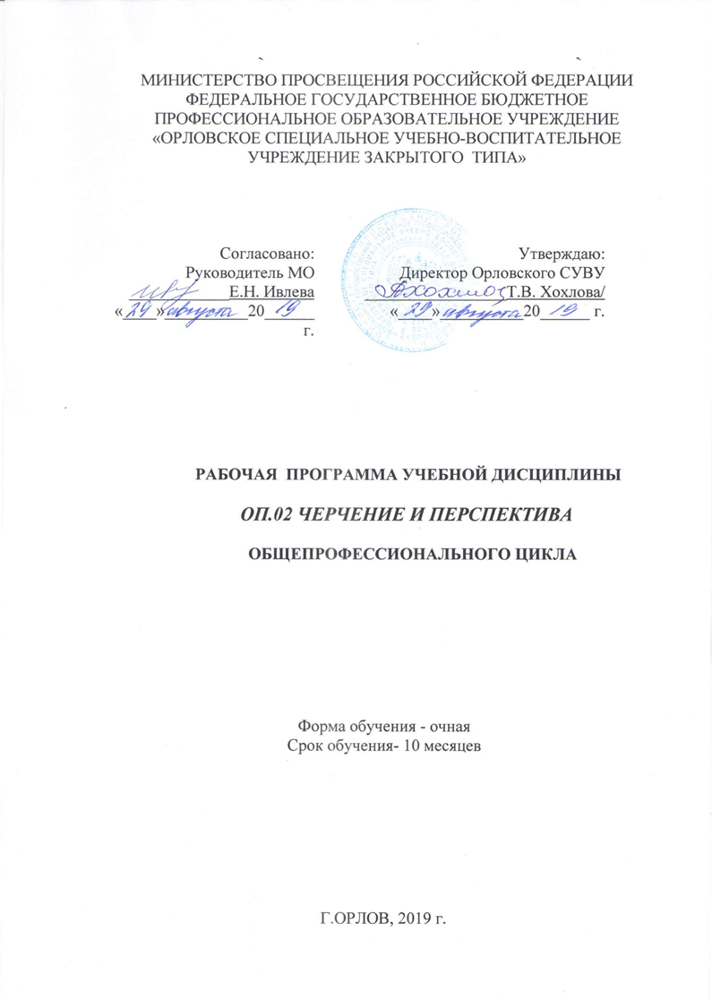 МИНИСТЕРСТВО ПРОСВЕЩЕНИЯ РОССИЙСКОЙ ФЕДЕРАЦИИ
ФЕДЕРАЛЬНОЕ ГОСУДАРСТВЕННОЕ БЮДЖЕТНОЕ
ПРОФЕССИОНАЛЬНОЕ ОБРАЗОВАТЕЛЬНОЕ УЧРЕЖДЕНИЕ
«ОРЛОВСКОЕ СПЕЦИАЛЬНОЕ УЧЕБНО-ВОСПИТАТЕЛЬНОЕ
УЧРЕЖДЕНИЕ ЗАКРЫТОГО ТИПА»
Согласовано:
Руководитель МО
Е.Н. Ивлева
« 29 » августа 20 19
г.
Утверждаю:
Директор Орловского СУВУ
Т.В. Хохлова/
« 29 » августа 20 19 г.
РАБОЧАЯ ПРОГРАММА УЧЕБНОЙ ДИСЦИПЛИНЫ
ОП.02 ЧЕРЧЕНИЕ И ПЕРСПЕКТИВА
ОБЩЕПРОФЕССИОНАЛЬНОГО ЦИКЛА
Форма обучения - очная
Срок обучения- 10 месяцев
Г.ОРЛОВ, 2019 г.